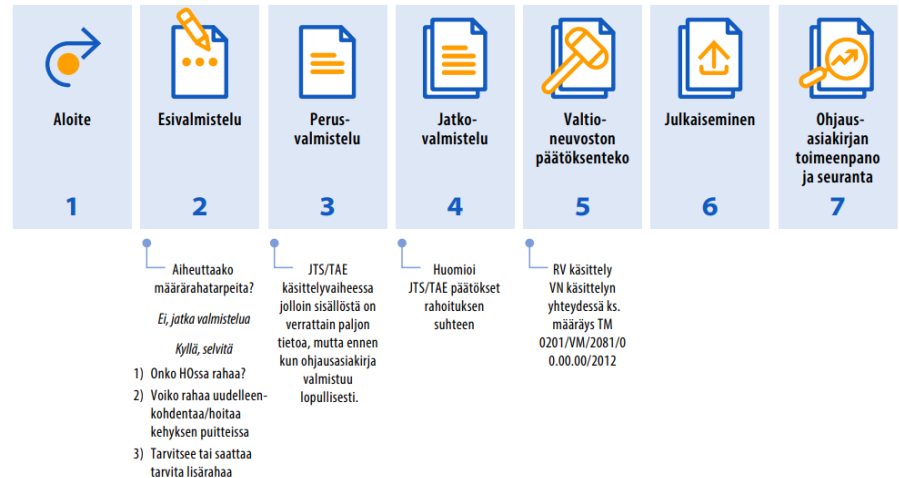 Aloite
1
Esivalmistelu
2
Perus-
valmistelu
3
Jatko-
valmistelu
4
Valtio-
neuvoston
päätöksenteko
5
Julkaiseminen
6
Ohjaus-
asiakirjan
toimeenpano
ja seuranta
7
Aiheuttaako
määrärahatarpeita?
Ei, jatka valmistelua
Kyllä, selvitä
1) Onko HOssa rahaa?
2) Voiko rahaa uudelleen-
kohdentaa/hoitaa
kehyksen puitteissa
3) Tarvitsee tai saattaa
tarvita lisärahaa
JTS/TAE
käsittelyvaiheessa
jolloin sisällöstä on
verrattain paljon
tietoa, mutta ennen
kun ohjausasiakirja
valmistuu
lopullisesti.
Huomioi
JTS/TAE päätökset
rahoituksen
suhteen
RV käsittely
VN käsittelyn
yhteydessä ks.
määräys TM
0201/VM/2081/0
0.00.00/2012